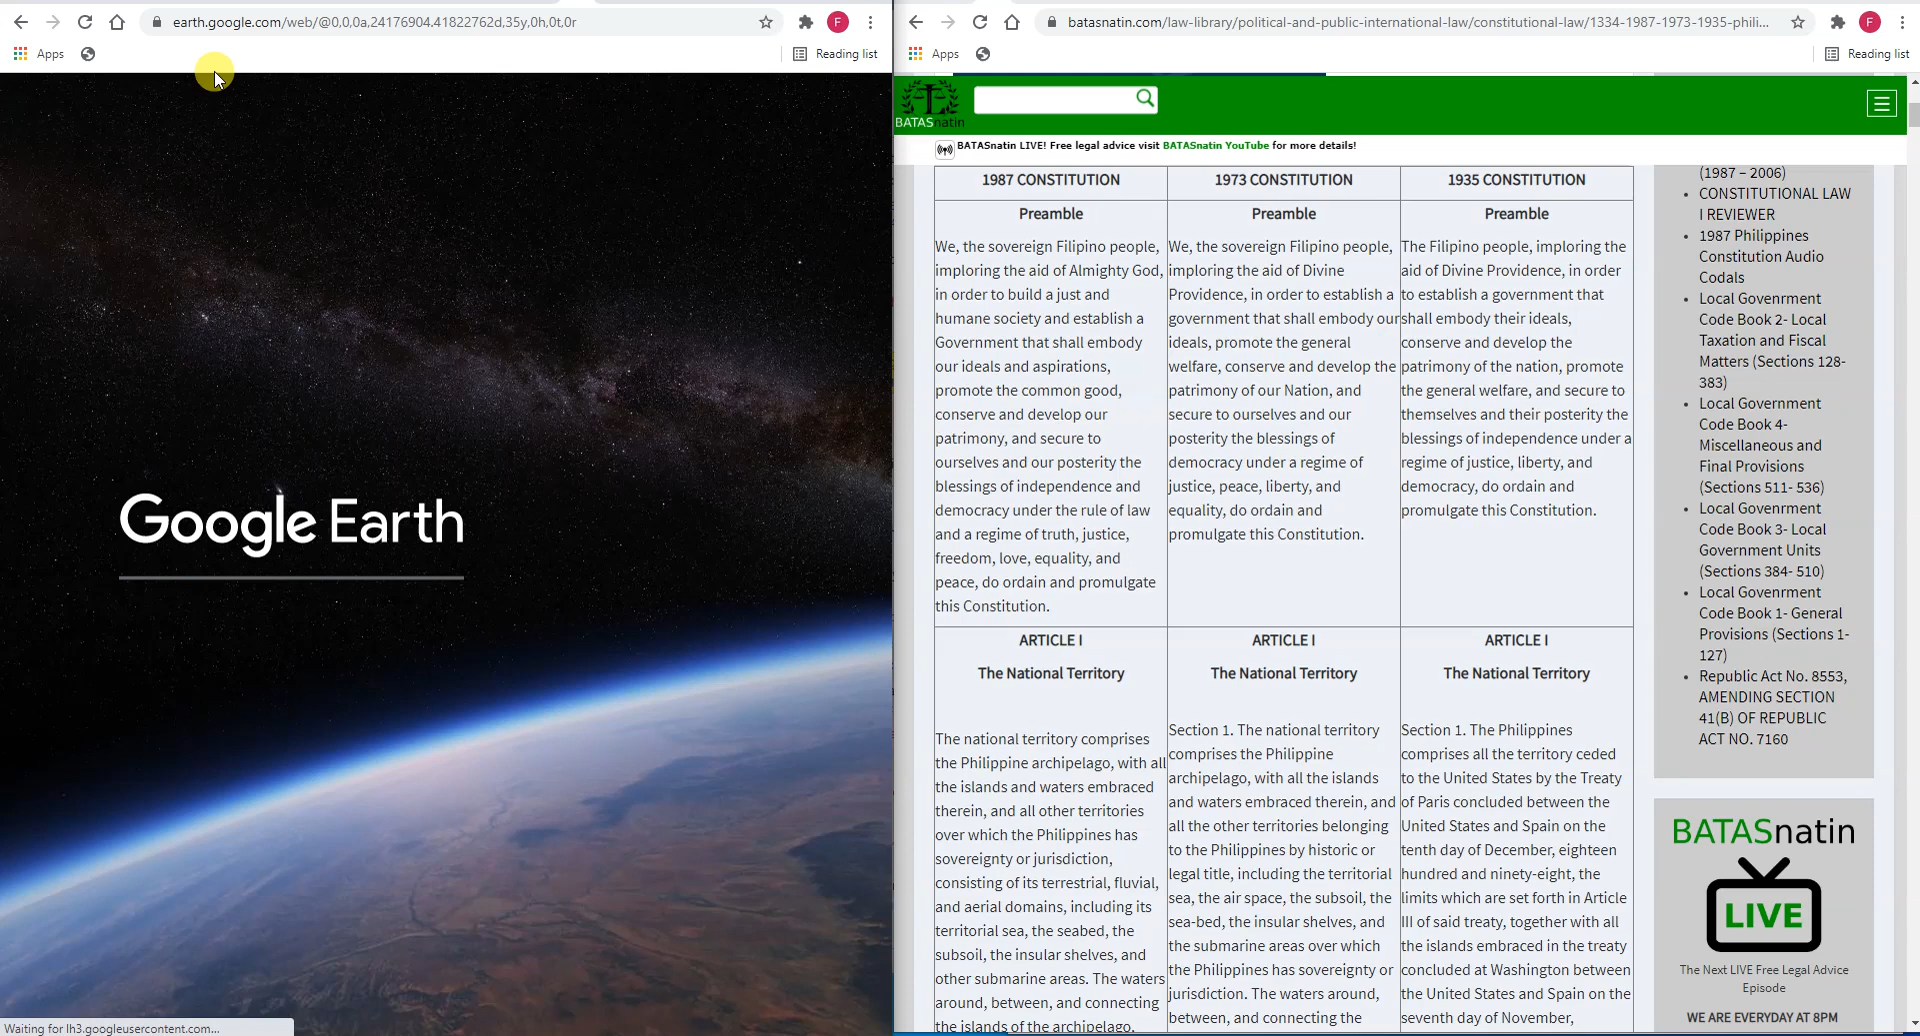 earth.google.com/web/@0,0,0a,24176904.41822762d,35y,0h,0t,0r
F
Apps
Reading list
Google Earth
Waiting for lh3.googleusercontent.com...
batasnatin.com/law-library/political-and-public-international-law/constitutional-law/1334-1987-1973-1935-phili...
F
Apps
Reading list
BATASnatin
BATASnatin LIVE! Free legal advice visit BATASnatin YouTube for more details!
1987 CONSTITUTION
Preamble
We, the sovereign Filipino people,
imploring the aid of Almighty God,
in order to build a just and
humane society and establish a
Government that shall embody
our ideals and aspirations,
promote the common good,
conserve and develop our
patrimony, and secure to
ourselves and our posterity the
blessings of independence and
democracy under the rule of law
and a regime of truth, justice,
freedom, love, equality, and
peace, do ordain and promulgate
this Constitution.
1973 CONSTITUTION
Preamble
We, the sovereign Filipino people,
imploring the aid of Divine
Providence, in order to establish a
government that shall embody our
ideals, promote the general
welfare, conserve and develop the
patrimony of our Nation, and
secure to ourselves and our
posterity the blessings of
democracy under a regime of
justice, peace, liberty, and
equality, do ordain and
promulgate this Constitution.
1935 CONSTITUTION
Preamble
The Filipino people, imploring the
aid of Divine Providence, in order
to establish a government that
shall embody their ideals,
conserve and develop the
patrimony of the nation, promote
the general welfare, and secure to
themselves and their posterity the
blessings of independence under a
regime of justice, liberty, and
democracy, do ordain and
promulgate this Constitution.
ARTICLE I
The National Territory
The national territory comprises
the Philippine archipelago, with all
the islands and waters embraced
therein, and all other territories
over which the Philippines has
sovereignty or jurisdiction,
consisting of its terrestrial, fluvial,
and aerial domains, including its
territorial sea, the seabed, the
subsoil, the insular shelves, and
other submarine areas. The waters
around, between, and connecting
the islands of the archipelago,
ARTICLE I
The National Territory
Section 1. The national territory
comprises the Philippine
archipelago, with all the islands
and waters embraced therein, and
all the other territories belonging
to the Philippines by historic or
legal title, including the territorial
sea, the air space, the subsoil, the
sea-bed, the insular shelves, and
the submarine areas over which
the Philippines has sovereignty or
jurisdiction. The waters around,
between, and connecting the
ARTICLE I
The National Territory
Section 1. The Philippines
comprises all the territory ceded
to the United States by the Treaty
of Paris concluded between the
United States and Spain on the
tenth day of December, eighteen
hundred and ninety-eight, the
limits which are set forth in Article
III of said treaty, together with all
the islands embraced in the treaty
concluded at Washington between
the United States and Spain on the
seventh day of November,
(1987 – 2006)
CONSTITUTIONAL LAW
I REVIEWER
1987 Philippines
Constitution Audio
Codals
Local Govenrment
Code Book 2- Local
Taxation and Fiscal
Matters (Sections 128-
383)
Local Government
Code Book 4-
Miscellaneous and
Final Provisions
(Sections 511- 536)
Local Govenrment
Code Book 3- Local
Government Units
(Sections 384- 510)
Local Govenrment
Code Book 1- General
Provisions (Sections 1-
127)
Republic Act No. 8553,
AMENDING SECTION
41(B) OF REPUBLIC
ACT NO. 7160
BATASnatin
LIVE
The Next LIVE Free Legal Advice
Episode
WE ARE EVERYDAY AT 8PM